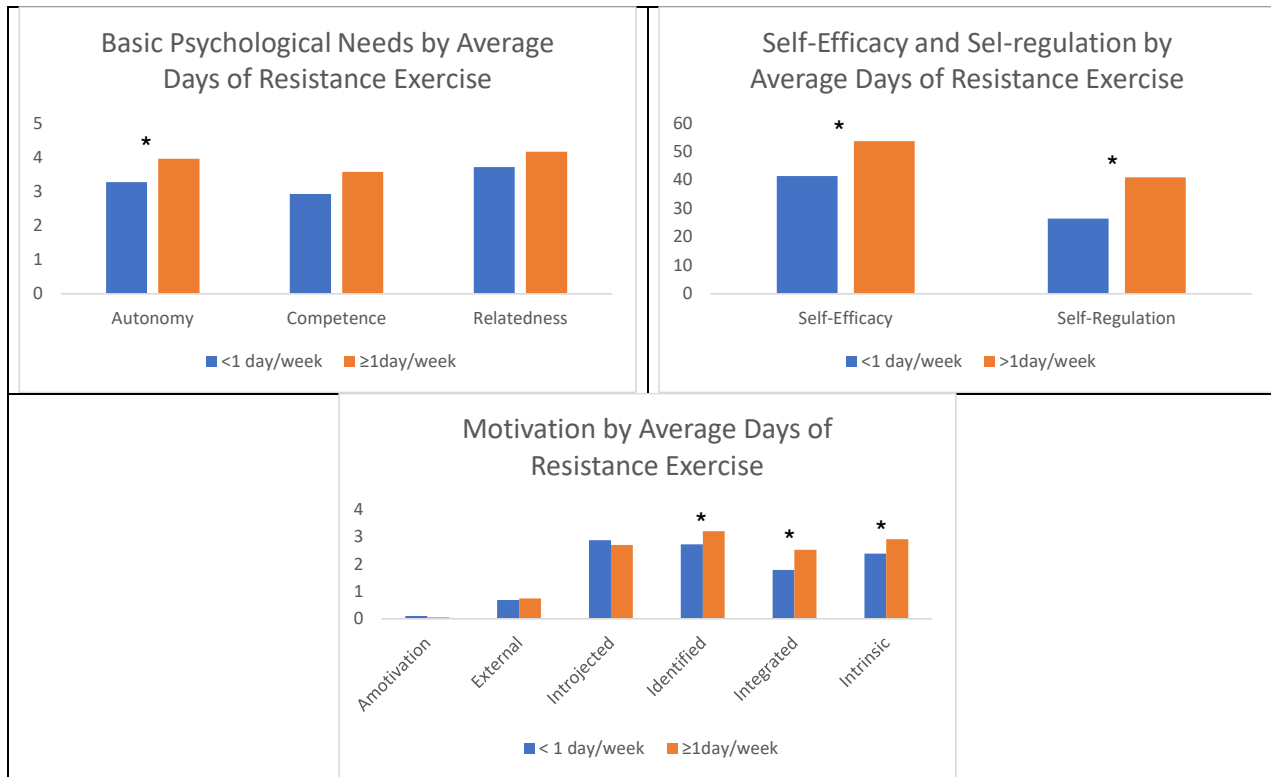 Basic Psychological Needs by Average
Days of Resistance Exercise
5
4
3
2
1
0
*
Autonomy
Competence
Relatedness
<1 day/week
≥1day/week
Self-Efficacy and Sel-regulation by
Average Days of Resistance Exercise
60
50
40
30
20
10
0
*
*
Self-Efficacy
Self-Regulation
<1 day/week
>1day/week
Motivation by Average Days of
Resistance Exercise
4
3
2
1
0
*
*
*
Amotivation
External
Introjected
Identified
Integrated
Intrinsic
< 1 day/week
≥1day/week